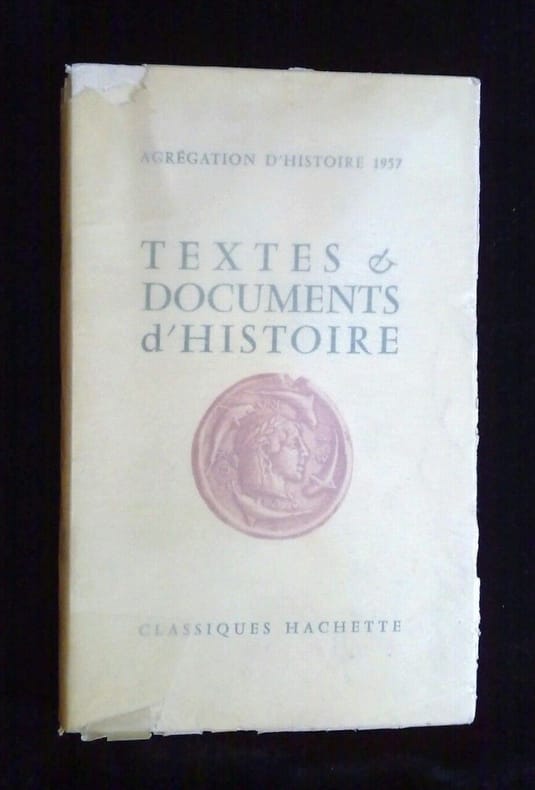 AGRÉGATION D'HISTOIRE 1957
TEXTES &
DOCUMENTS
d'HISTOIRE
CLASSIQUES HACHETTE